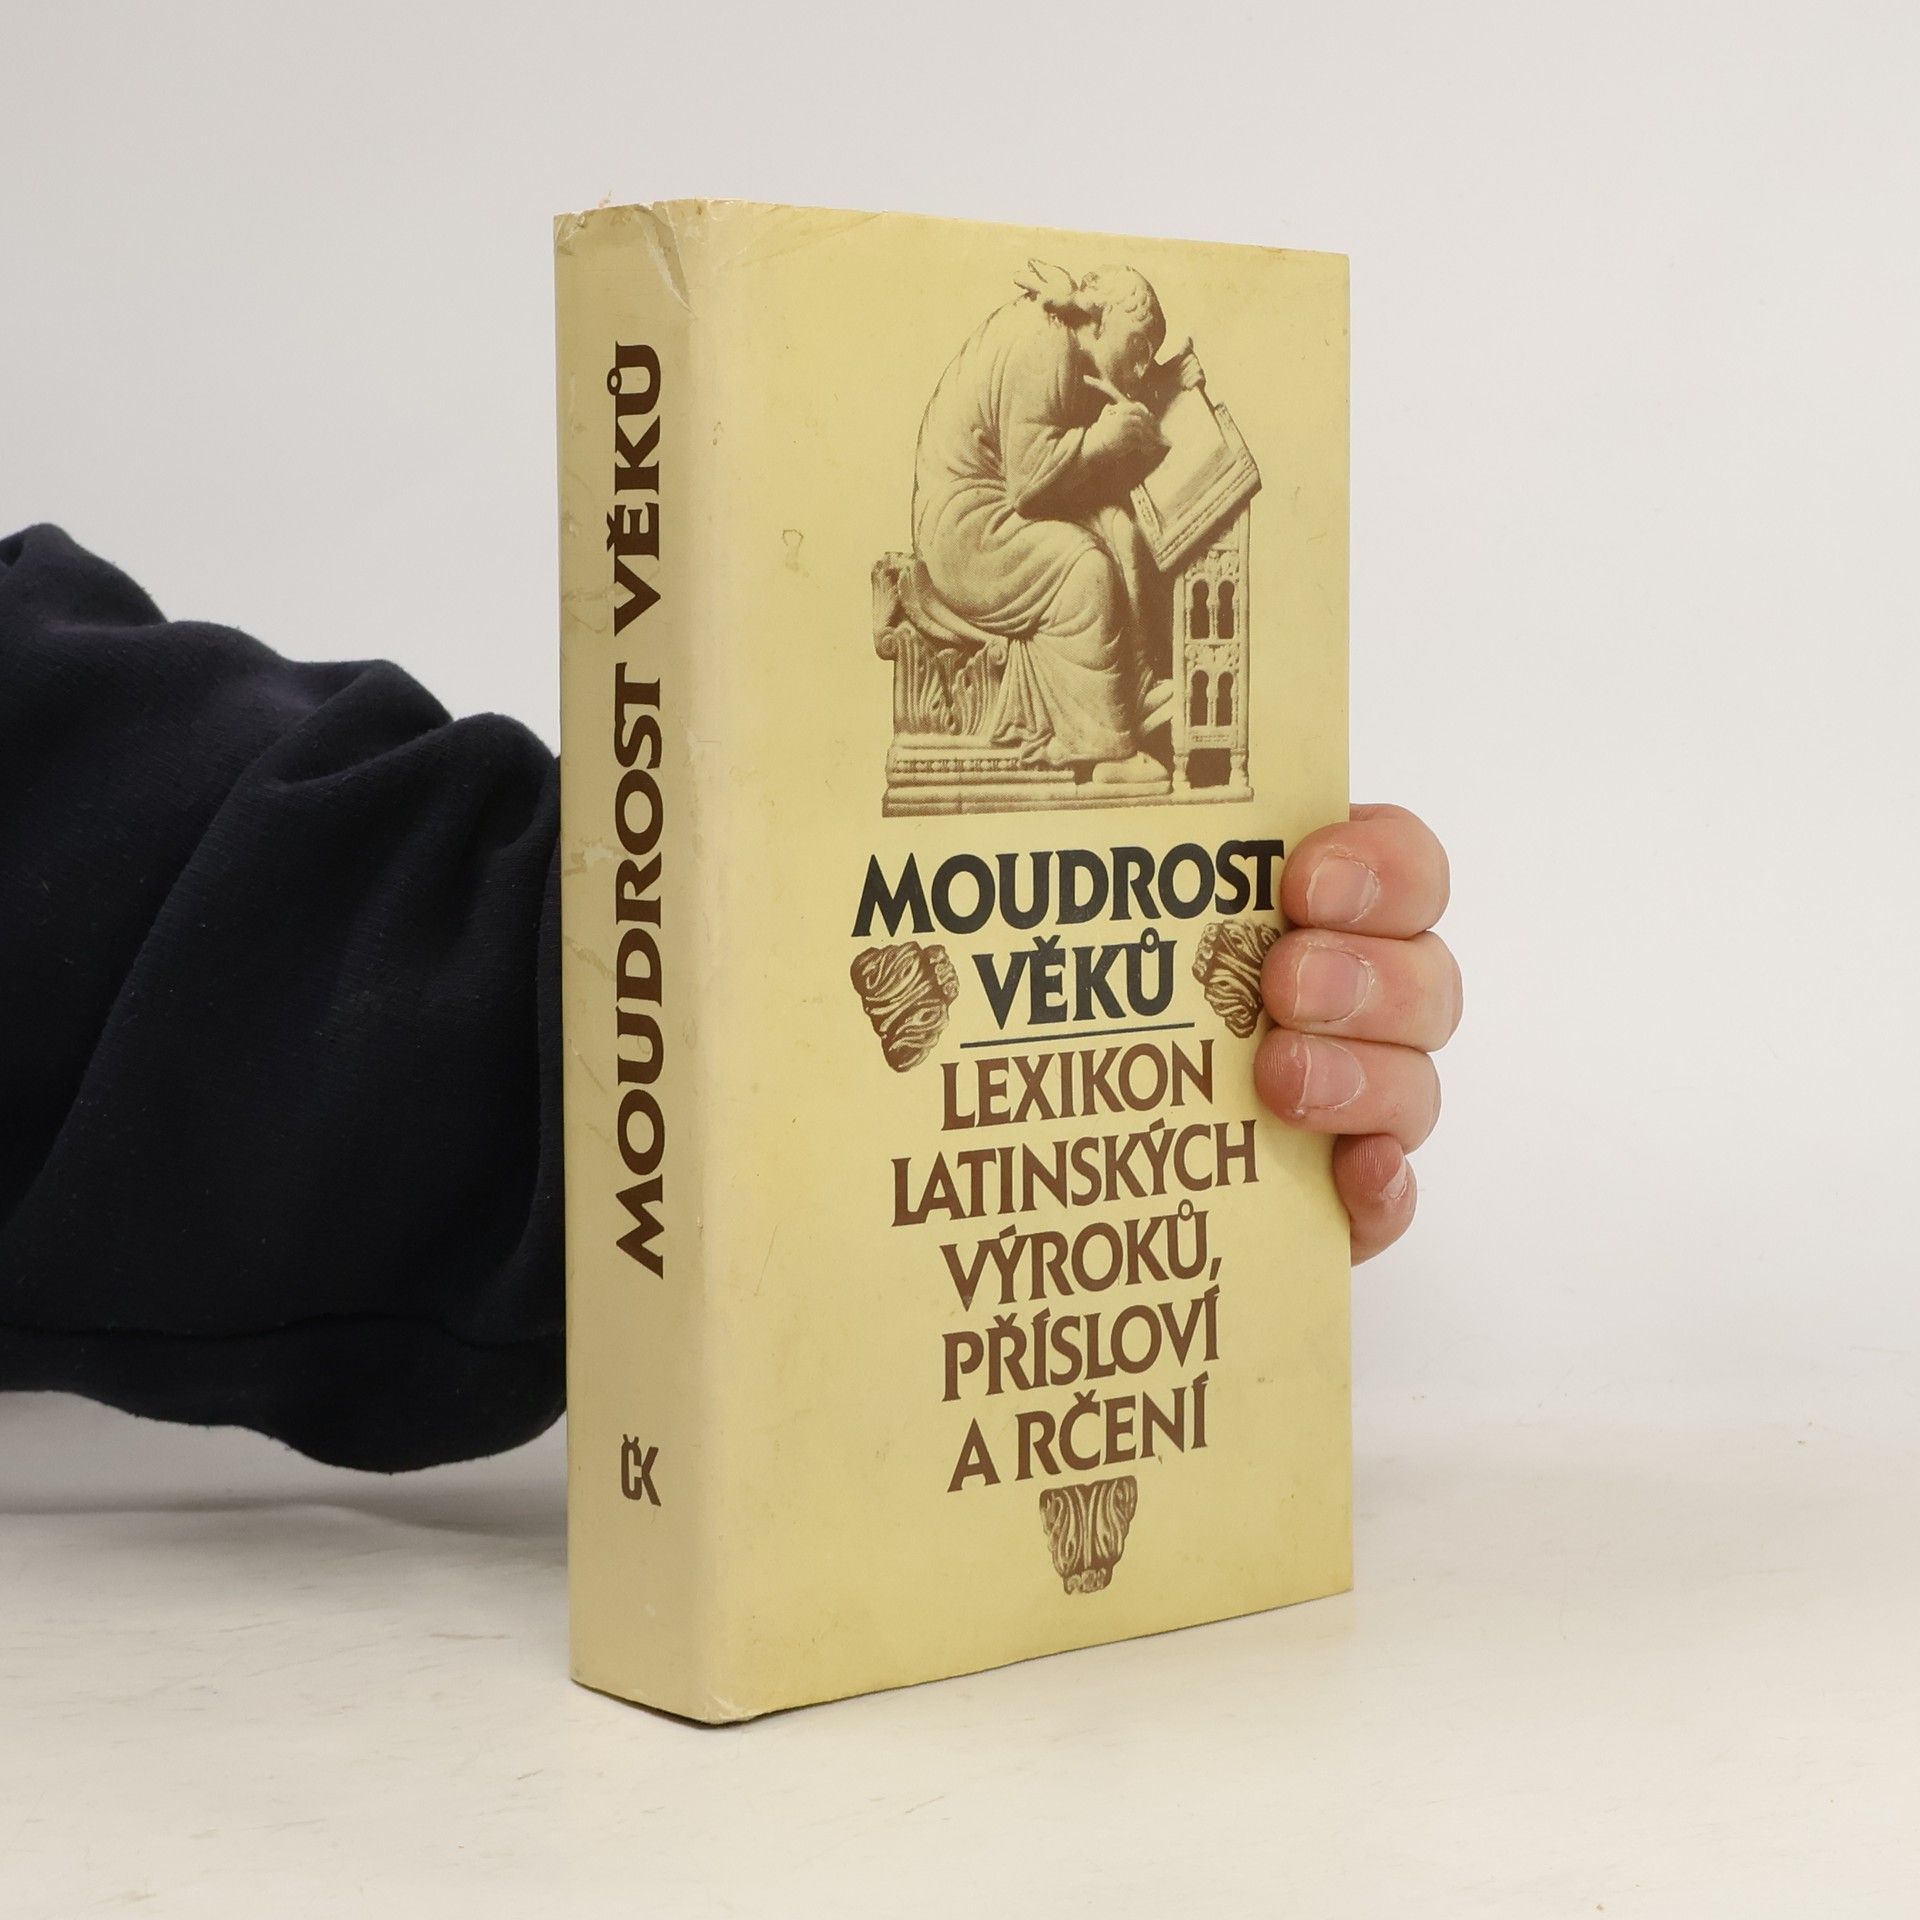 MOUDROST VĚKŮ
ČK
MOUDROST
VĚKŮ
LEXIKON
LATINSKÝCH
VÝROKŮ,
PŘÍSLOVÍ
A RČENÍ